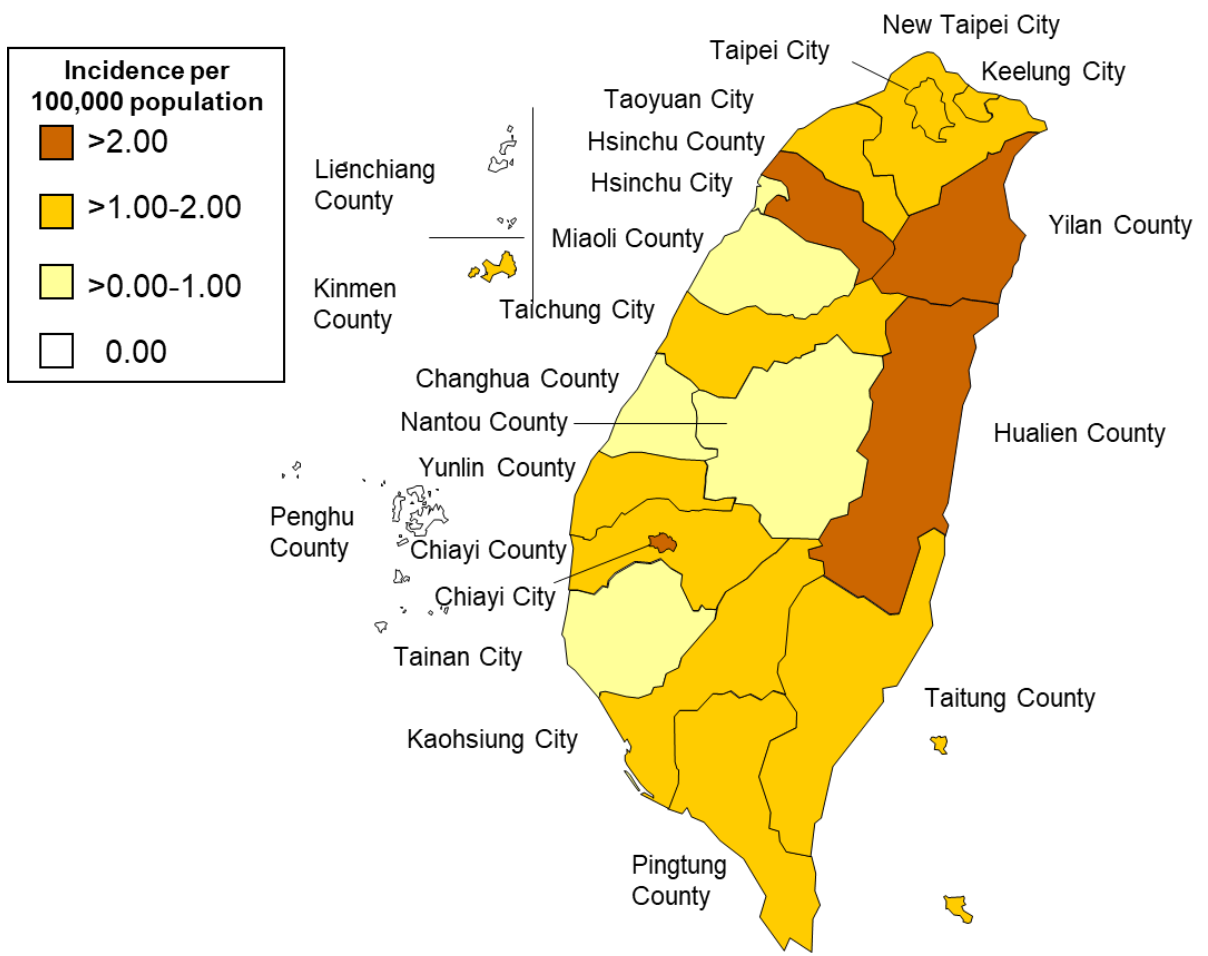 Incidence per
100,000 population
>2.00
>1.00-2.00
>0.00-1.00
0.00
New Taipei City
Taipei City
Keelung City
Taoyuan City
Hsinchu County
Hsinchu City
Lienchiang
County
Yilan County
Miaoli County
Kinmen
County
Taichung City
Changhua County
Nantou County
Hualien County
Yunlin County
Penghu
County
Chiayi County
Chiayi City
Tainan City
Taitung County
Kaohsiung City
Pingtung
County